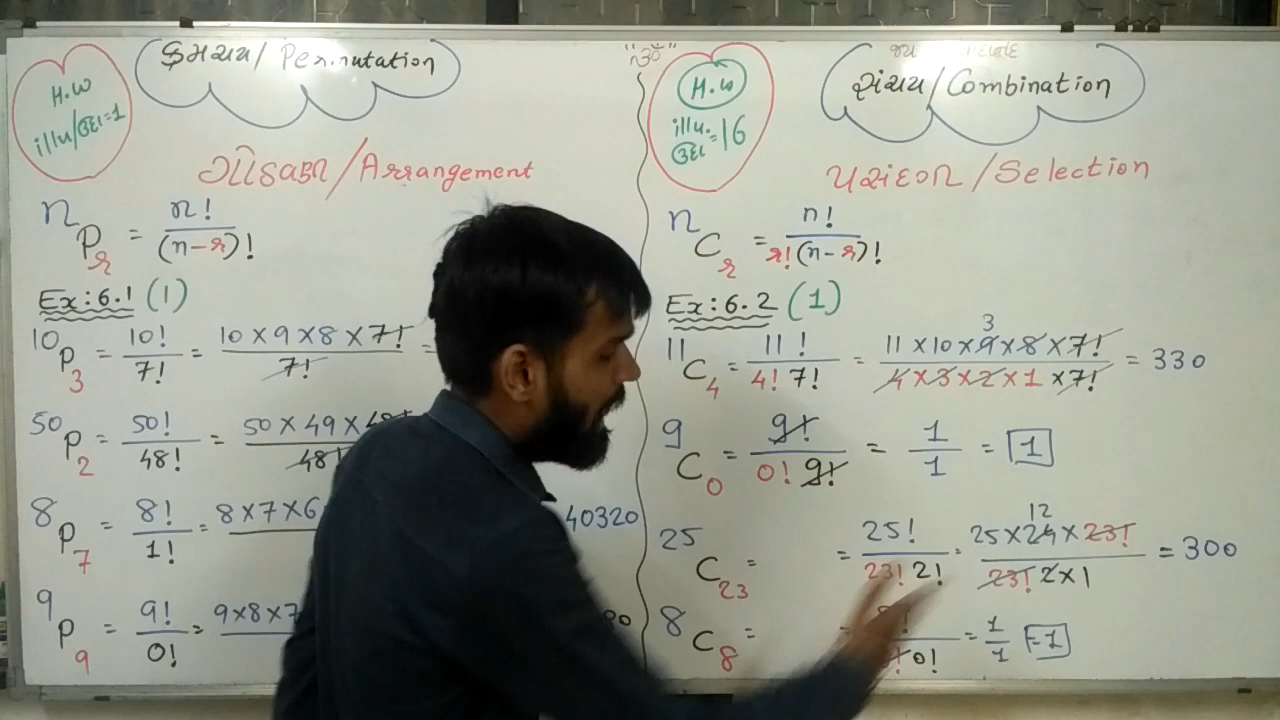 H.W
illu/ઉદા=1
ક્રમચય/Permutation
ગોઠવણ/Arrangement
nPr = n!/(n-r)!
Ex:6.1 (1)
10P3 = 10!/7! = 10×9×8×7!/7! =
50P2 = 50!/48! = 50×49×48!/48!
8P7 = 8!/1! = 8×7×6 40320
9P9 = 9!/0! = 9×8×7
H.W
illu.
ઉદા =16
સંચય/Combination
પસંદગી/Selection
nCr = n!/r!(n-r)!
Ex:6.2 (1)
11C4 = 11!/4!7! = 11×10×9×8×7!/4×3×2×1×7! = 330
3
9C0 = 9!/0!9! = 1/1 = 1
25C23 = = 25!/23!2! = 25×24×23!/23!2×1 = 300
12
8C8 = = 0! = 1/1 =1